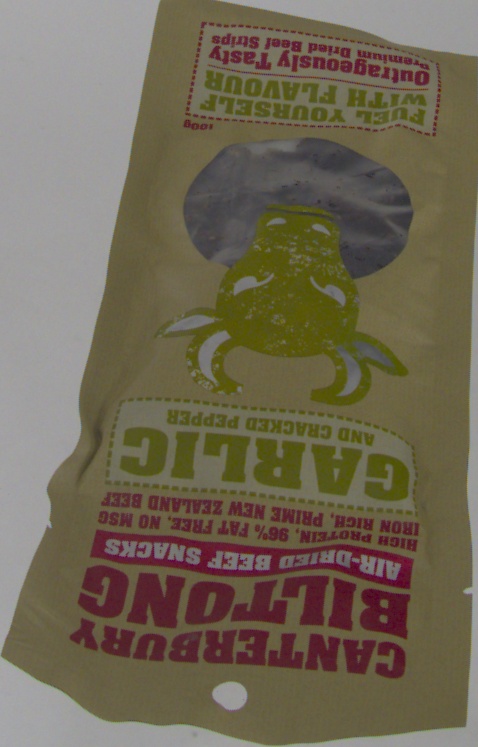 CANTERBURY
BILTONG
AIR-DRIED BEEF SNACKS
HIGH PROTEIN, 96% FAT FREE, NO MSG
IRON RICH, PRIME NEW ZEALAND BEEF
GARLIC
AND CRACKED PEPPER
100g
FUEL YOURSELF
WITH FLAVOUR
Outrageously Tasty
Premium Dried Beef Strips